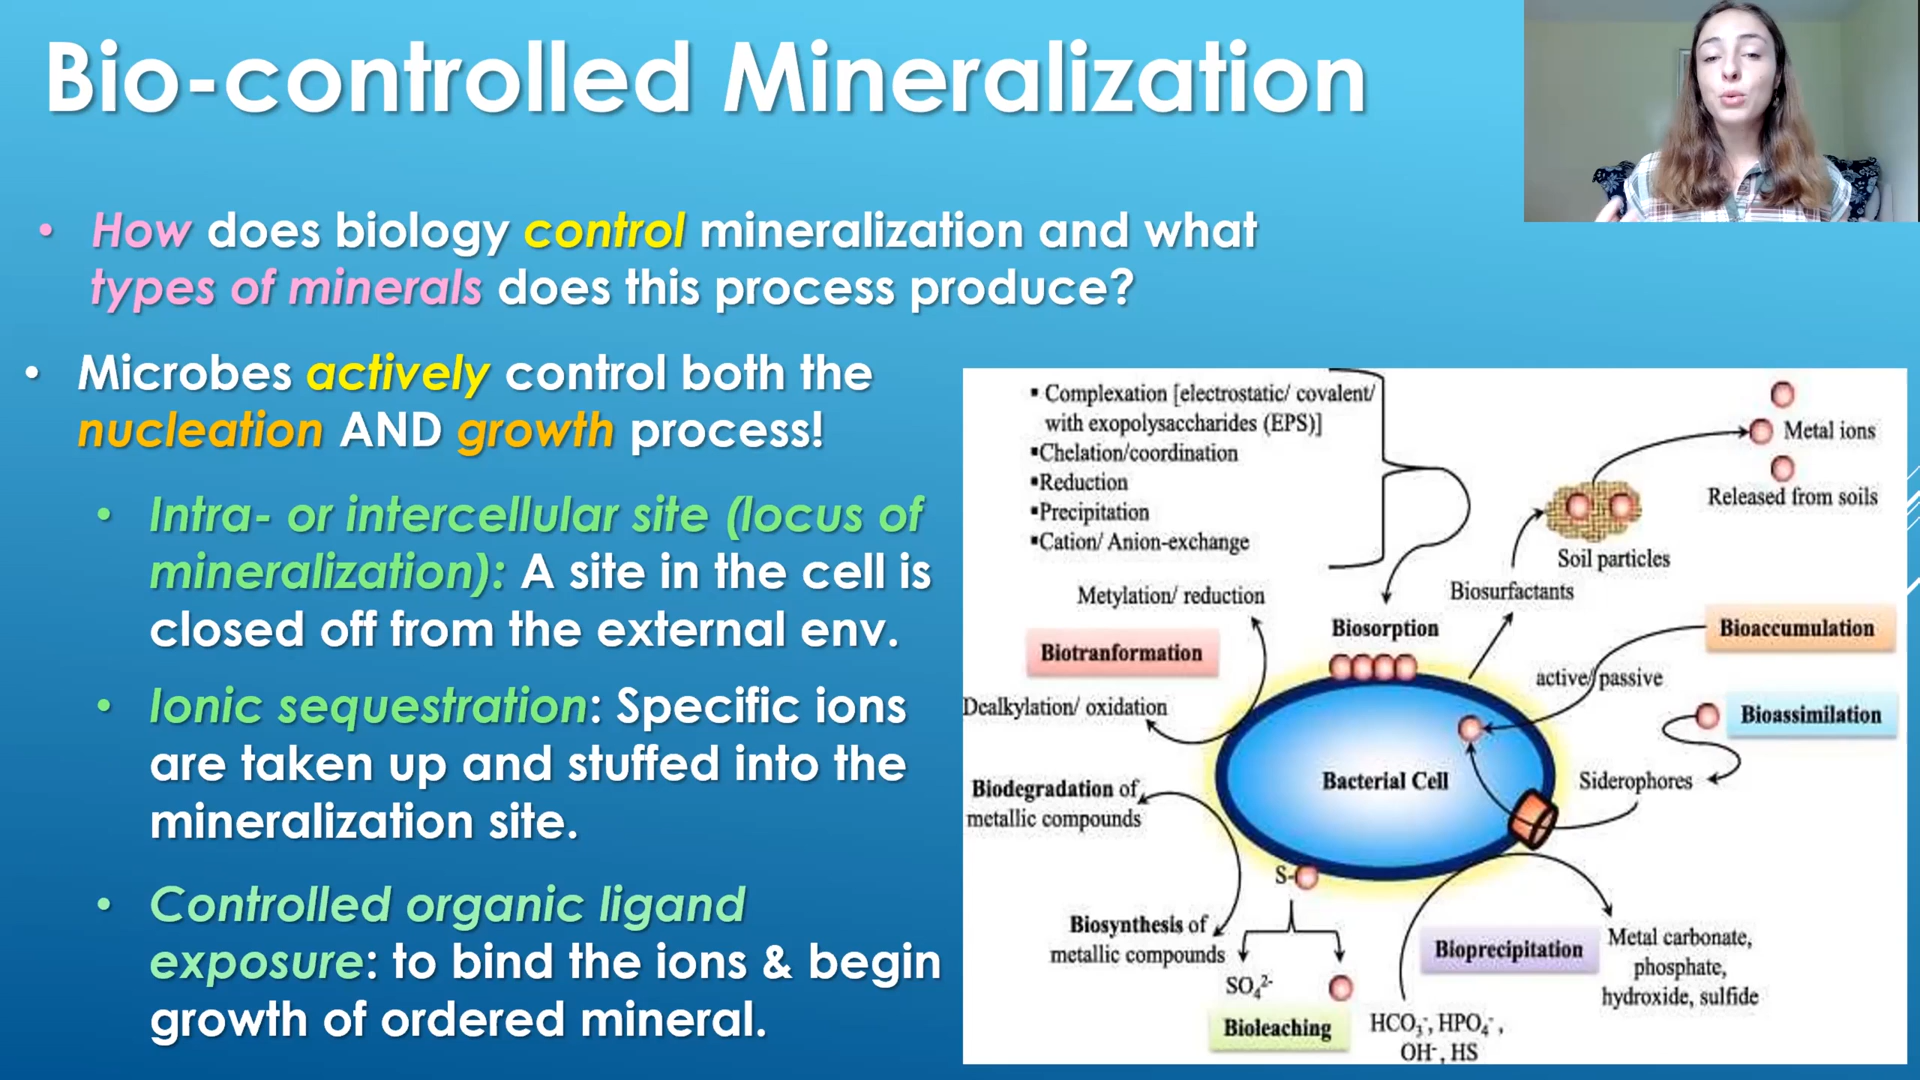 Bio-controlled Mineralization
• How does biology control mineralization and what
types of minerals does this process produce?
• Microbes actively control both the
nucleation AND growth process!
• Intra- or intercellular site (locus of
mineralization): A site in the cell is
closed off from the external env.
• Ionic sequestration: Specific ions
are taken up and stuffed into the
mineralization site.
• Controlled organic ligand
exposure: to bind the ions & begin
growth of ordered mineral.
▪ Complexation [electrostatic/ covalent/
with exopolysaccharides (EPS)]
▪Chelation/coordination
▪Reduction
▪Precipitation
▪Cation/ Anion-exchange
Metal ions
Released from soils
Soil particles
Biosurfactants
Metylation/ reduction
Biosorption
Bioaccumulation
Biotranformation
active/passive
Dealkylation/ oxidation
Bioassimilation
Bacterial Cell
Siderophores
Biodegradation of
metallic compounds
S-
Biosynthesis of
metallic compounds
SO₄²⁻
Bioleaching
Bioprecipitation
Metal carbonate,
phosphate,
hydroxide, sulfide
HCO₃⁻, HPO₄⁻,
OH⁻, HS